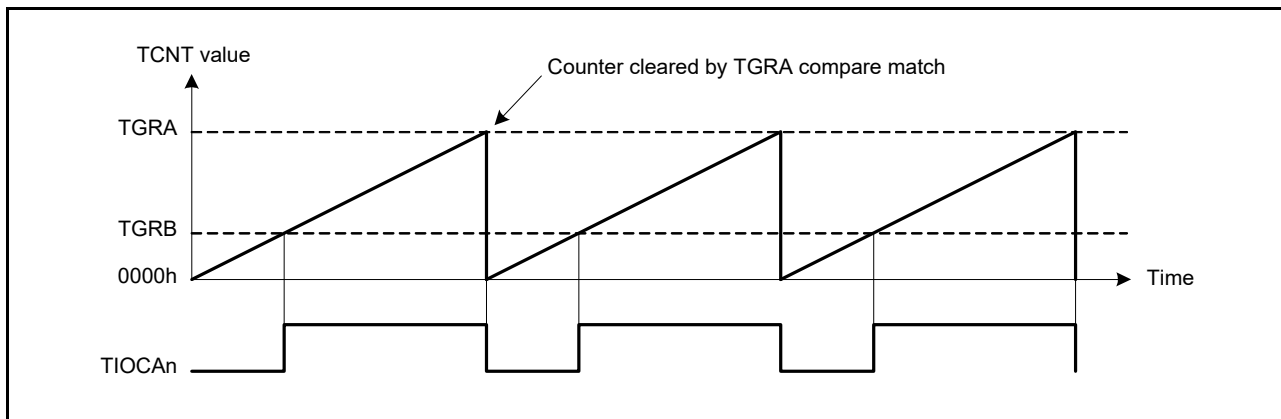 TCNT value
Counter cleared by TGRA compare match
TGRA
TGRB
0000h
Time
TIOCAn